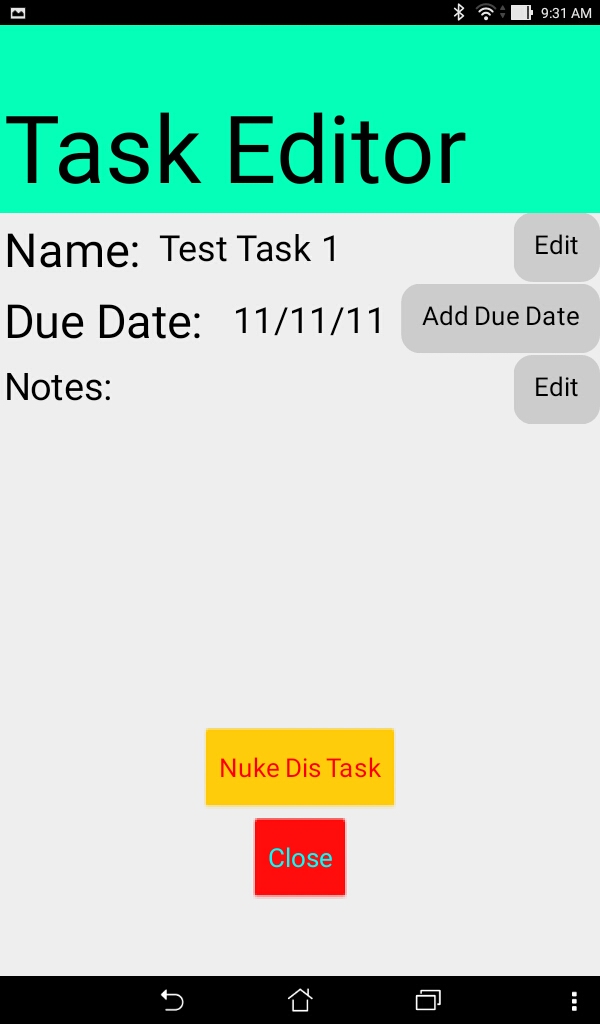 9:31 AM
Task Editor
Name: Test Task 1 Edit
Due Date: 11/11/11 Add Due Date
Notes: Edit
Nuke Dis Task
Close